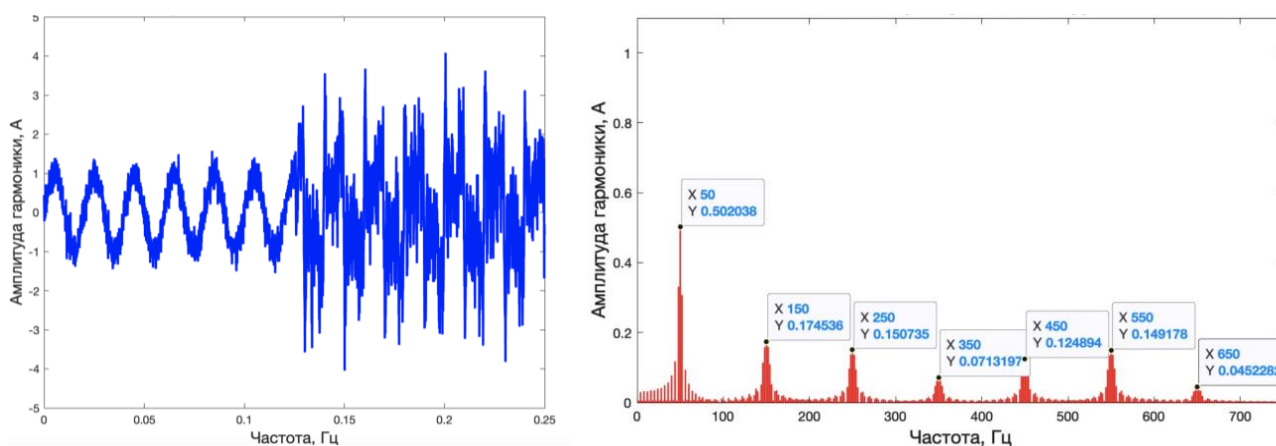 5
4
3
2
1
0
-1
-2
-3
-4
-5
0
0.05
0.1
0.15
0.2
0.25
Амплитуда гармоники, А
Частота, Гц
1
0.8
0.6
0.4
0.2
0
0
100
200
300
400
500
600
700
Амплитуда гармоники, А
Частота, Гц
X 50
Y 0.502038
X 150
Y 0.174536
X 250
Y 0.150735
X 350
Y 0.0713197
X 450
Y 0.124894
X 550
Y 0.149178
X 650